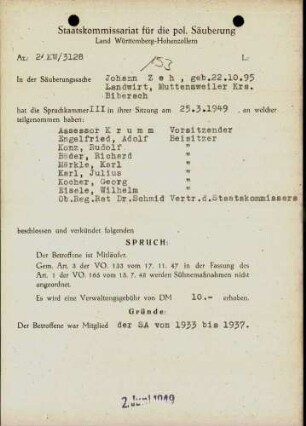 Staatskommissariat für die pol. Säuberung
Land Württemberg-Hohenzollern
Az: 24/KW/3128 L:
153
In der Säuberungssache Johann Z e h , geb.22.10.95
Landwirt, Muttensweiler Krs.
Biberach
hat die Spruchkammer III in ihrer Sitzung am 25.3.1949 , an welcher
teilgenommen haben:
Assessor K r u m m Vorsitzender
Engelfried, Adolf Beisitzer
Konz, Rudolf "
Bäder, Richard "
Märkle, Karl "
Karl, Julius "
Kocher, Georg "
Eisele, Wilhelm "
Ob.Reg.Rat Dr.Schmid Vertr.d.Staatskommissars
beschlossen und verkündet folgenden
SPRUCH:
Der Betroffene ist Mitläufer.
Gem. Art. 3 der VO. 133 vom 17. 11. 47 in der Fassung des
Art. 1 der VO. 165 vom 13. 7. 48 werden Sühnemaßnahmen nicht
angeordnet.
Es wird eine Verwaltungsgebühr von DM 10.- erhoben.
Gründe:
Der Betroffene war Mitglied der SA von 1933 bis 1937.
2. Juni 1949